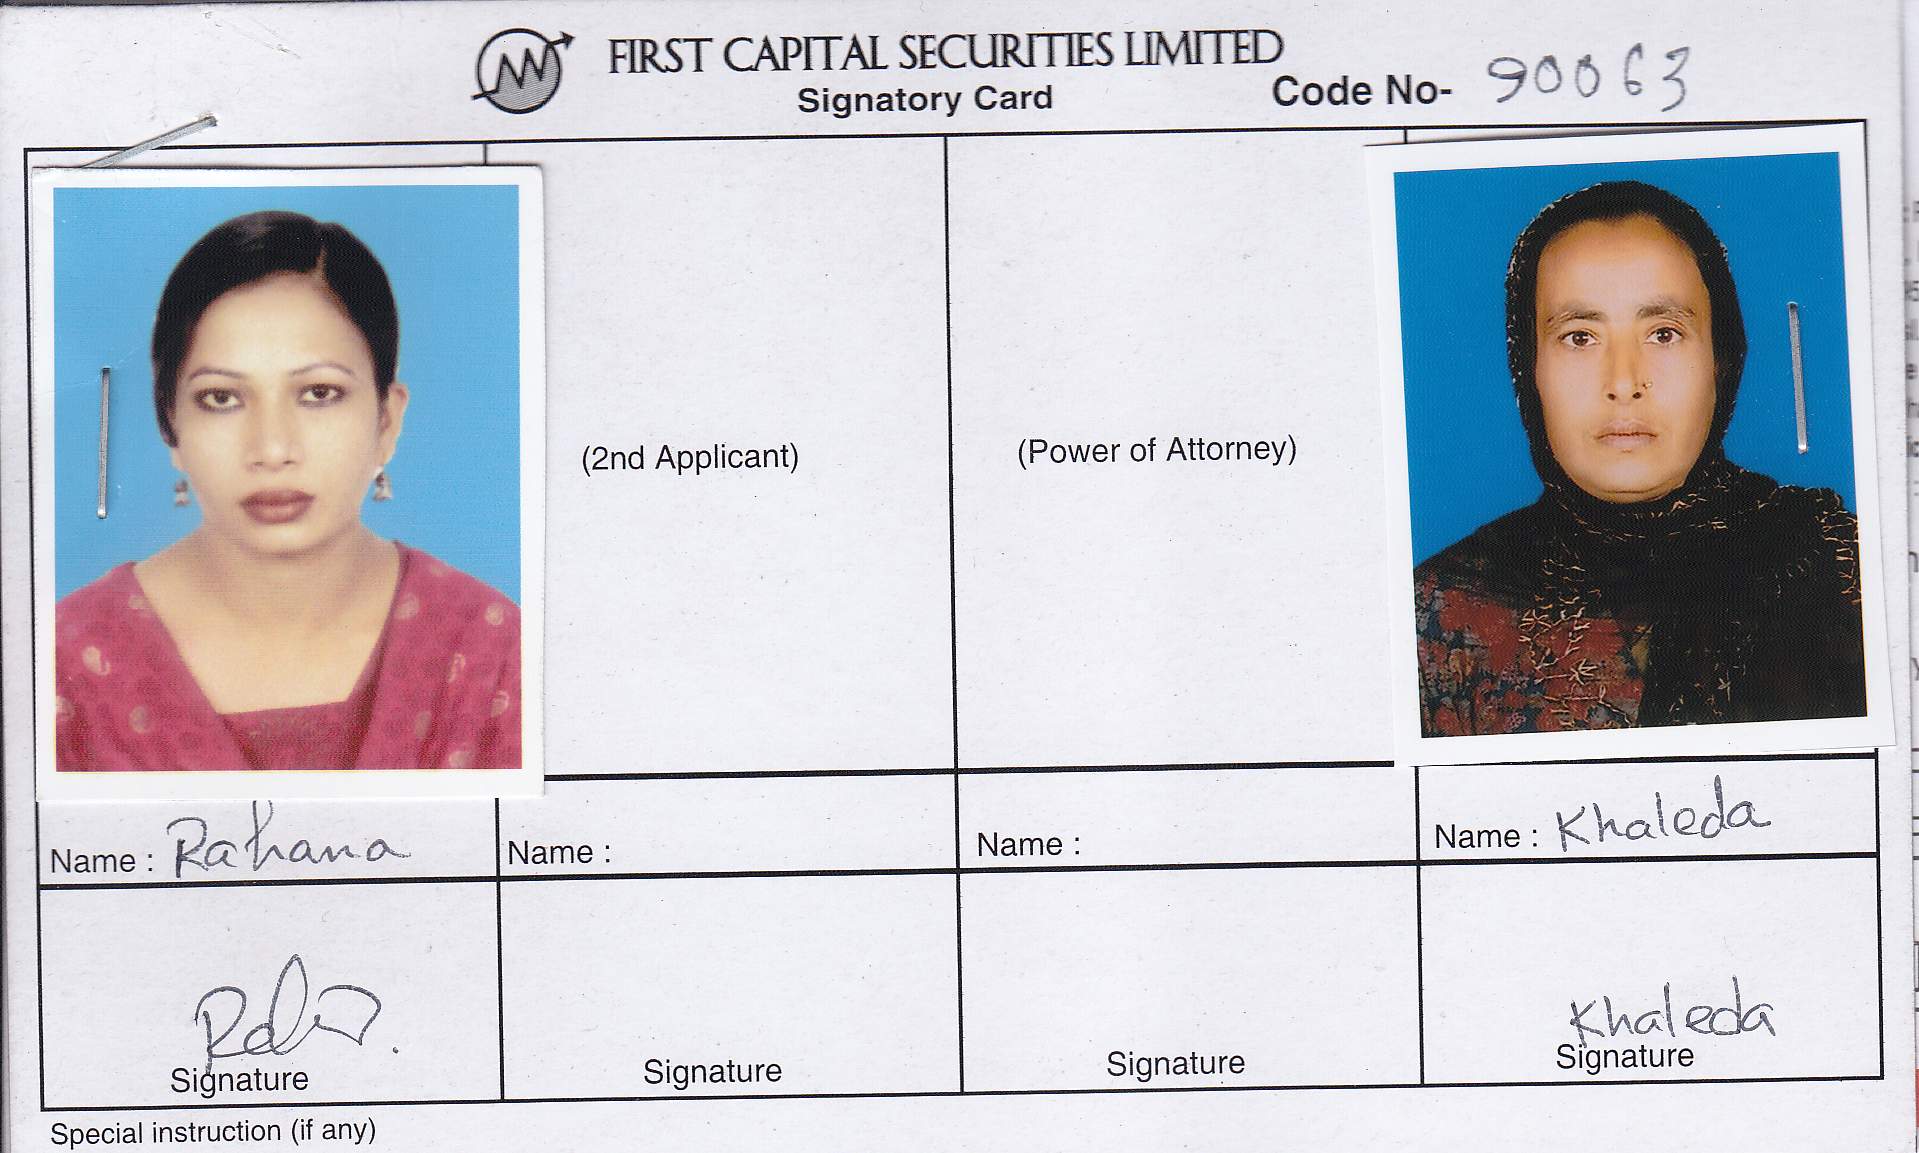 FIRST CAPITAL SECURITIES LIMITED
Signatory Card
Code No- 90063
(2nd Applicant)
(Power of Attorney)
Name : Rahana
Name :
Name :
Name : Khaleda
Signature
Signature
Signature
Khaleda
Signature
Special instruction (if any)